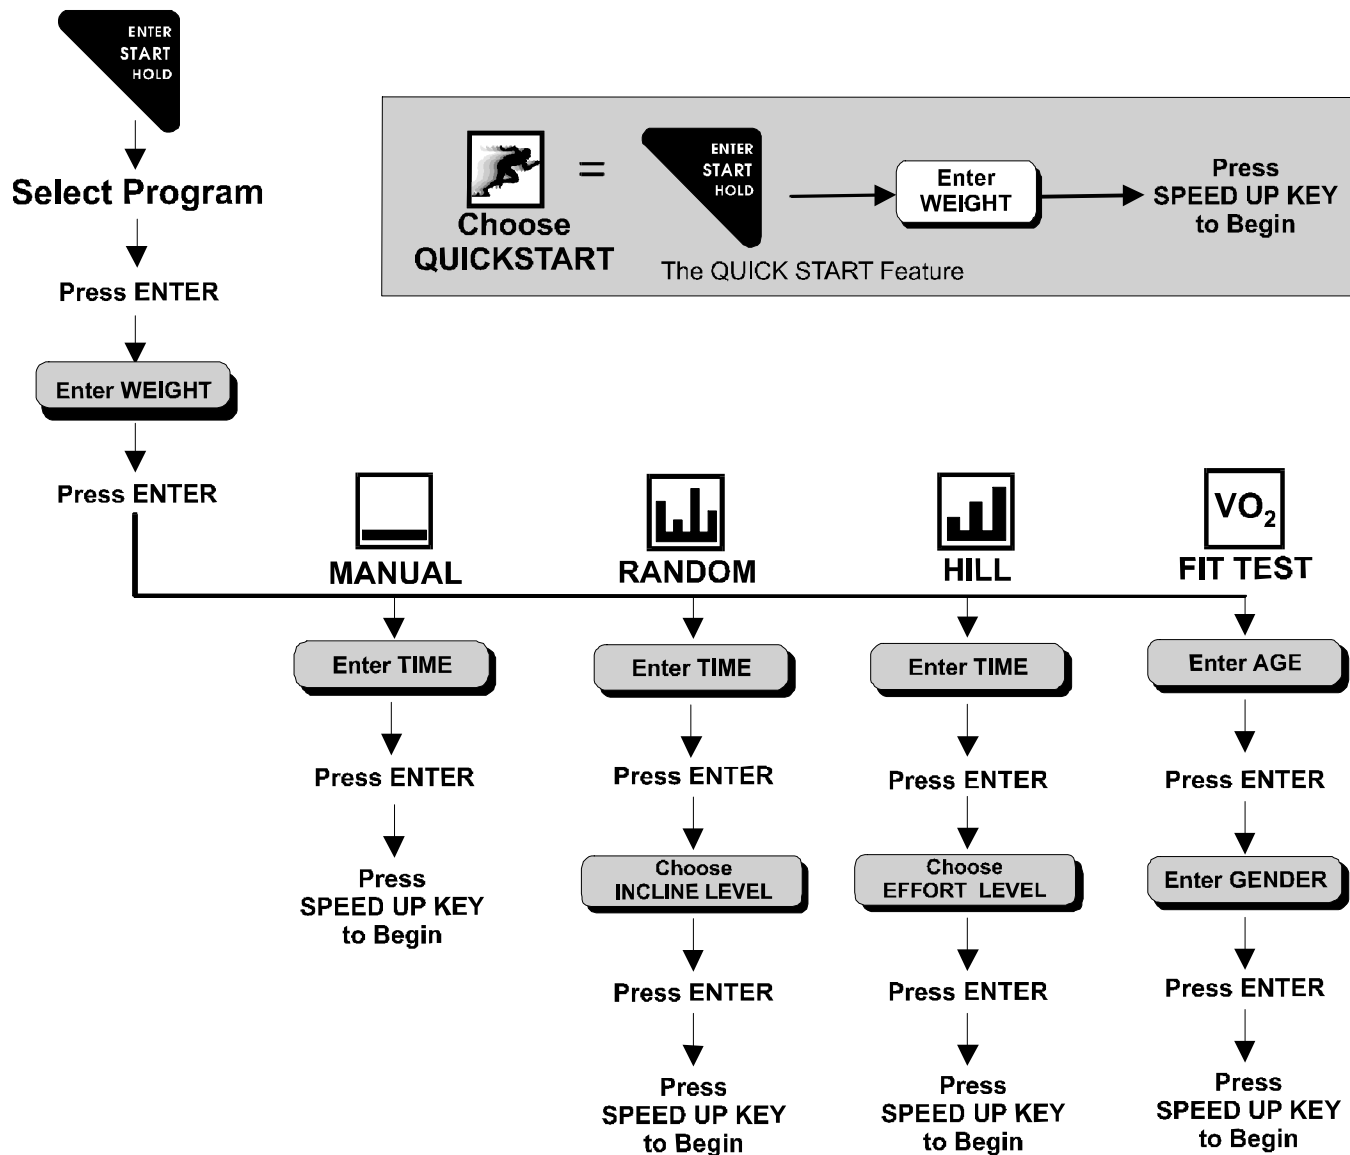 ENTER
START
HOLD
Select Program
Press ENTER
Enter WEIGHT
Press ENTER
Choose
QUICKSTART
=
ENTER
START
HOLD
The QUICK START Feature
Enter
WEIGHT
Press
SPEED UP KEY
to Begin
MANUAL
Enter TIME
Press ENTER
Press
SPEED UP KEY
to Begin
RANDOM
Enter TIME
Press ENTER
Choose
INCLINE LEVEL
Press ENTER
Press
SPEED UP KEY
to Begin
HILL
Enter TIME
Press ENTER
Choose
EFFORT LEVEL
Press ENTER
Press
SPEED UP KEY
to Begin
VO₂
FIT TEST
Enter AGE
Press ENTER
Enter GENDER
Press ENTER
Press
SPEED UP KEY
to Begin